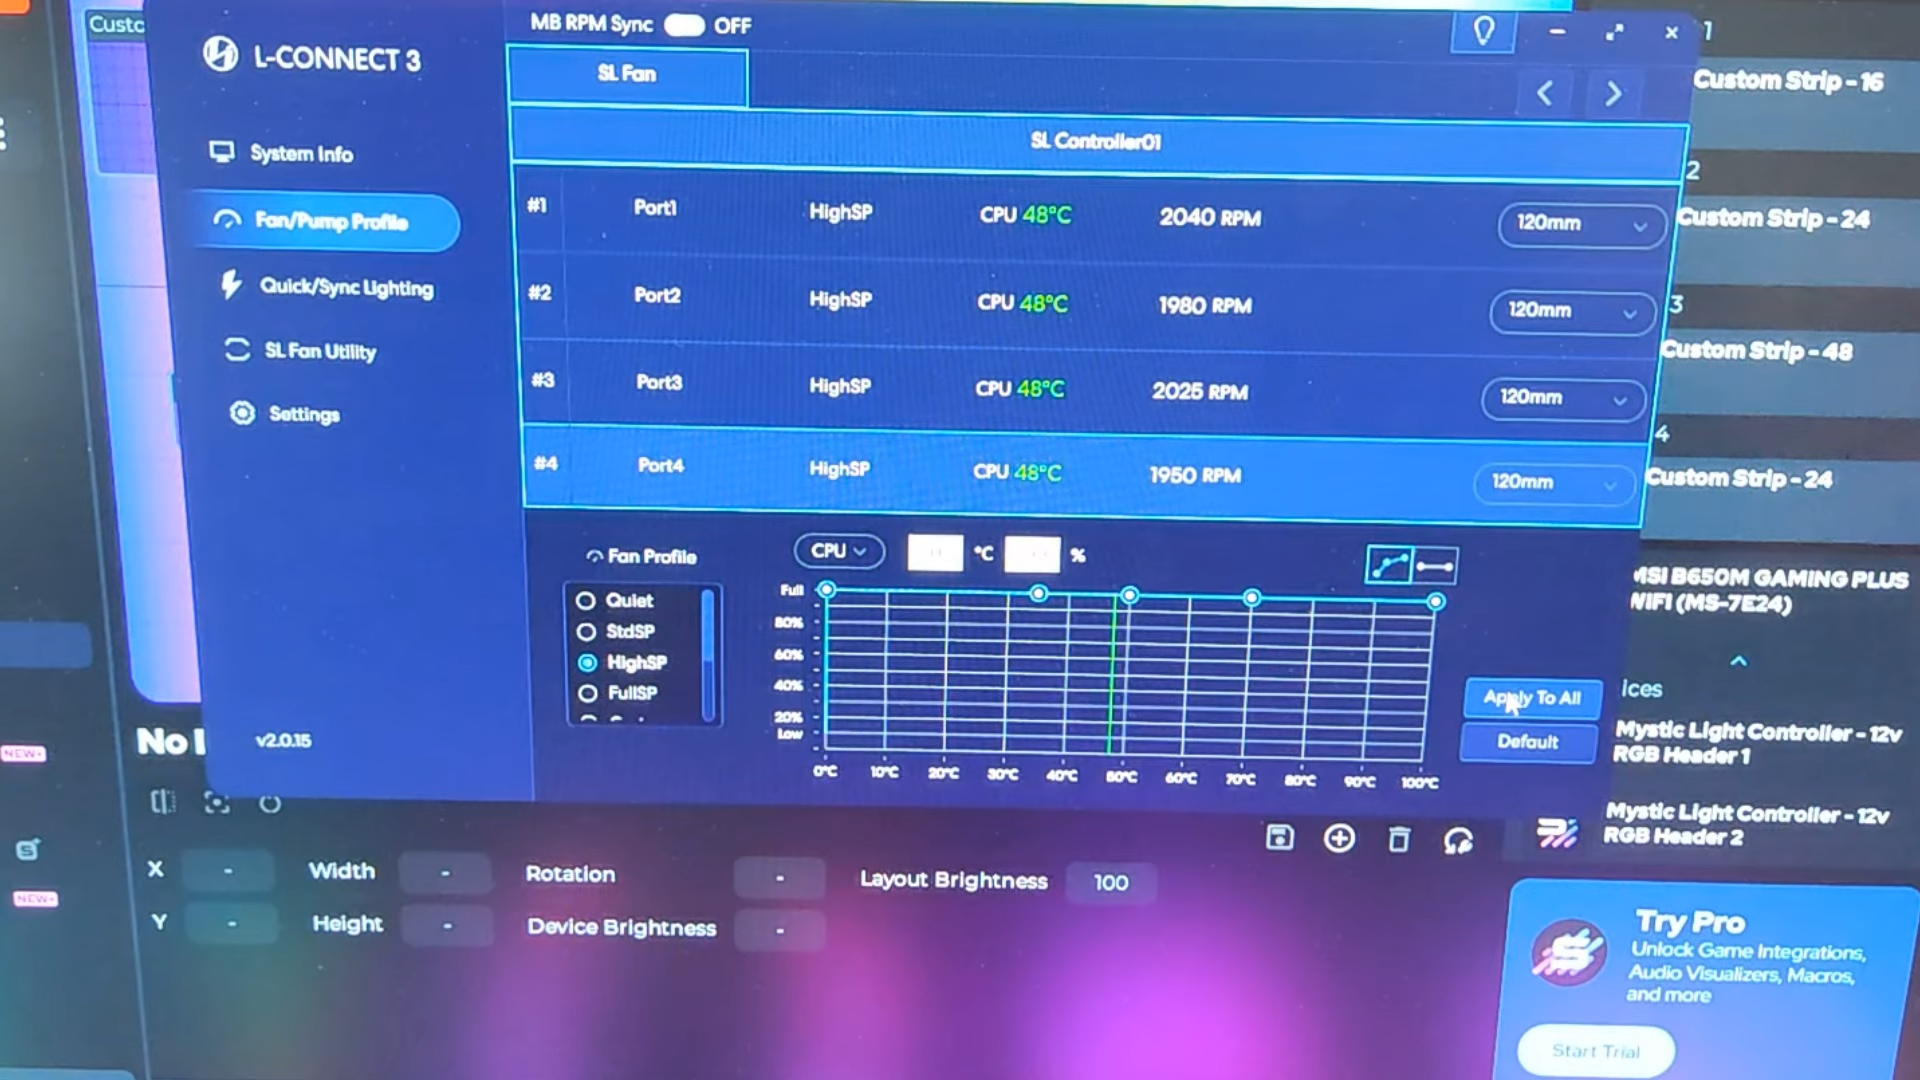 Custo
L-CONNECT 3
MB RPM Sync OFF
SL Fan
System Info
Fan/Pump Profile
Quick/Sync Lighting
SL Fan Utility
Settings
v2.0.15
SL Controller01
#1 Port1 HighSP CPU 48°C 2040 RPM 120mm
#2 Port2 HighSP CPU 48°C 1980 RPM 120mm
#3 Port3 HighSP CPU 48°C 2025 RPM 120mm
#4 Port4 HighSP CPU 48°C 1950 RPM 120mm
Fan Profile
Quiet
StdSP
HighSP
FullSP
CPU °C %
Full
80%
60%
40%
20%
Low
0°C 10°C 20°C 30°C 40°C 50°C 60°C 70°C 80°C 90°C 100°C
Apply To All
Default
1
Custom Strip - 16
2
Custom Strip - 24
3
Custom Strip - 48
4
Custom Strip - 24
MSI B650M GAMING PLUS
WIFI (MS-7E24)
ices
Mystic Light Controller - 12v
RGB Header 1
Mystic Light Controller - 12v
RGB Header 2
NEW+
No
NEW+
X - Width - Rotation - Layout Brightness 100
Y - Height - Device Brightness -
Try Pro
Unlock Game Integrations,
Audio Visualizers, Macros,
and more
Start Trial